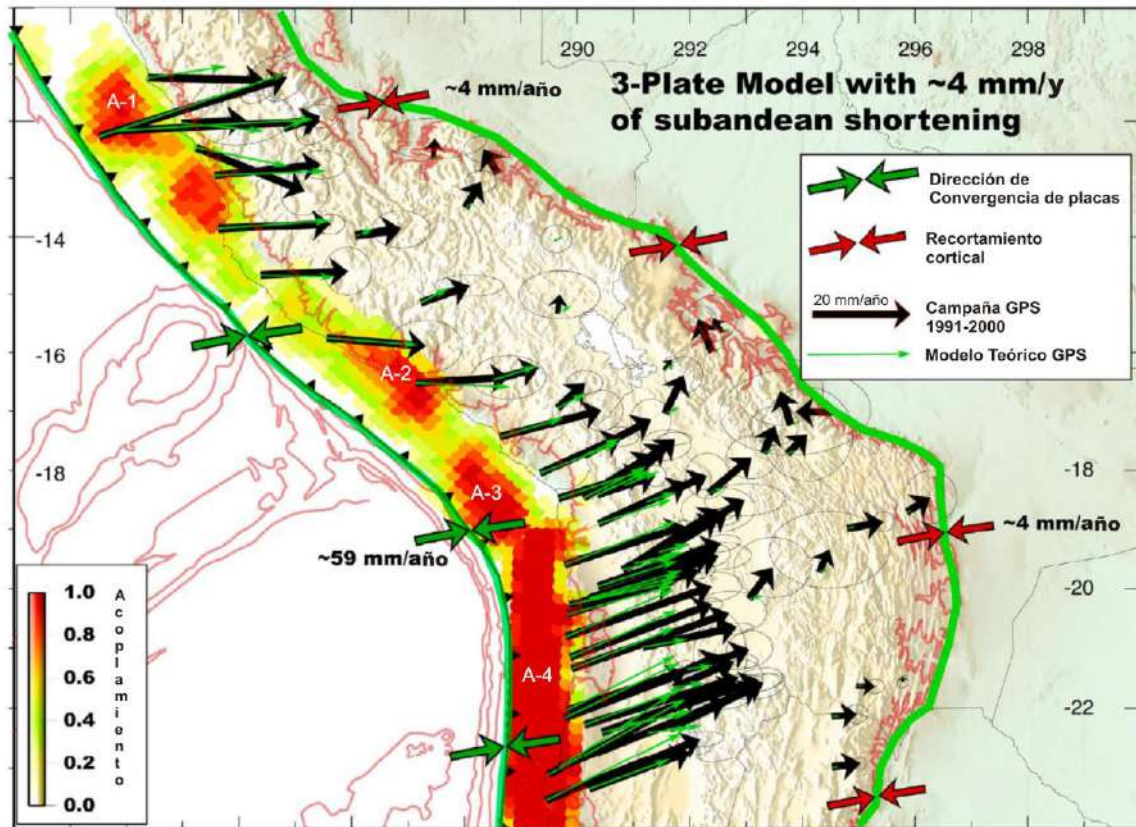 290 292 294 296 298
3-Plate Model with ~4 mm/y
of subandean shortening
~4 mm/año
A-1
Dirección de
Convergencia de placas
Recortamiento
cortical
20 mm/año
Campaña GPS
1991-2000
Modelo Teórico GPS
-14
-16
A-2
-18
-18
A-3
~4 mm/año
~59 mm/año
-20
A-4
-22
1.0
0.8
0.6
0.4
0.2
0.0
Acoplamiento